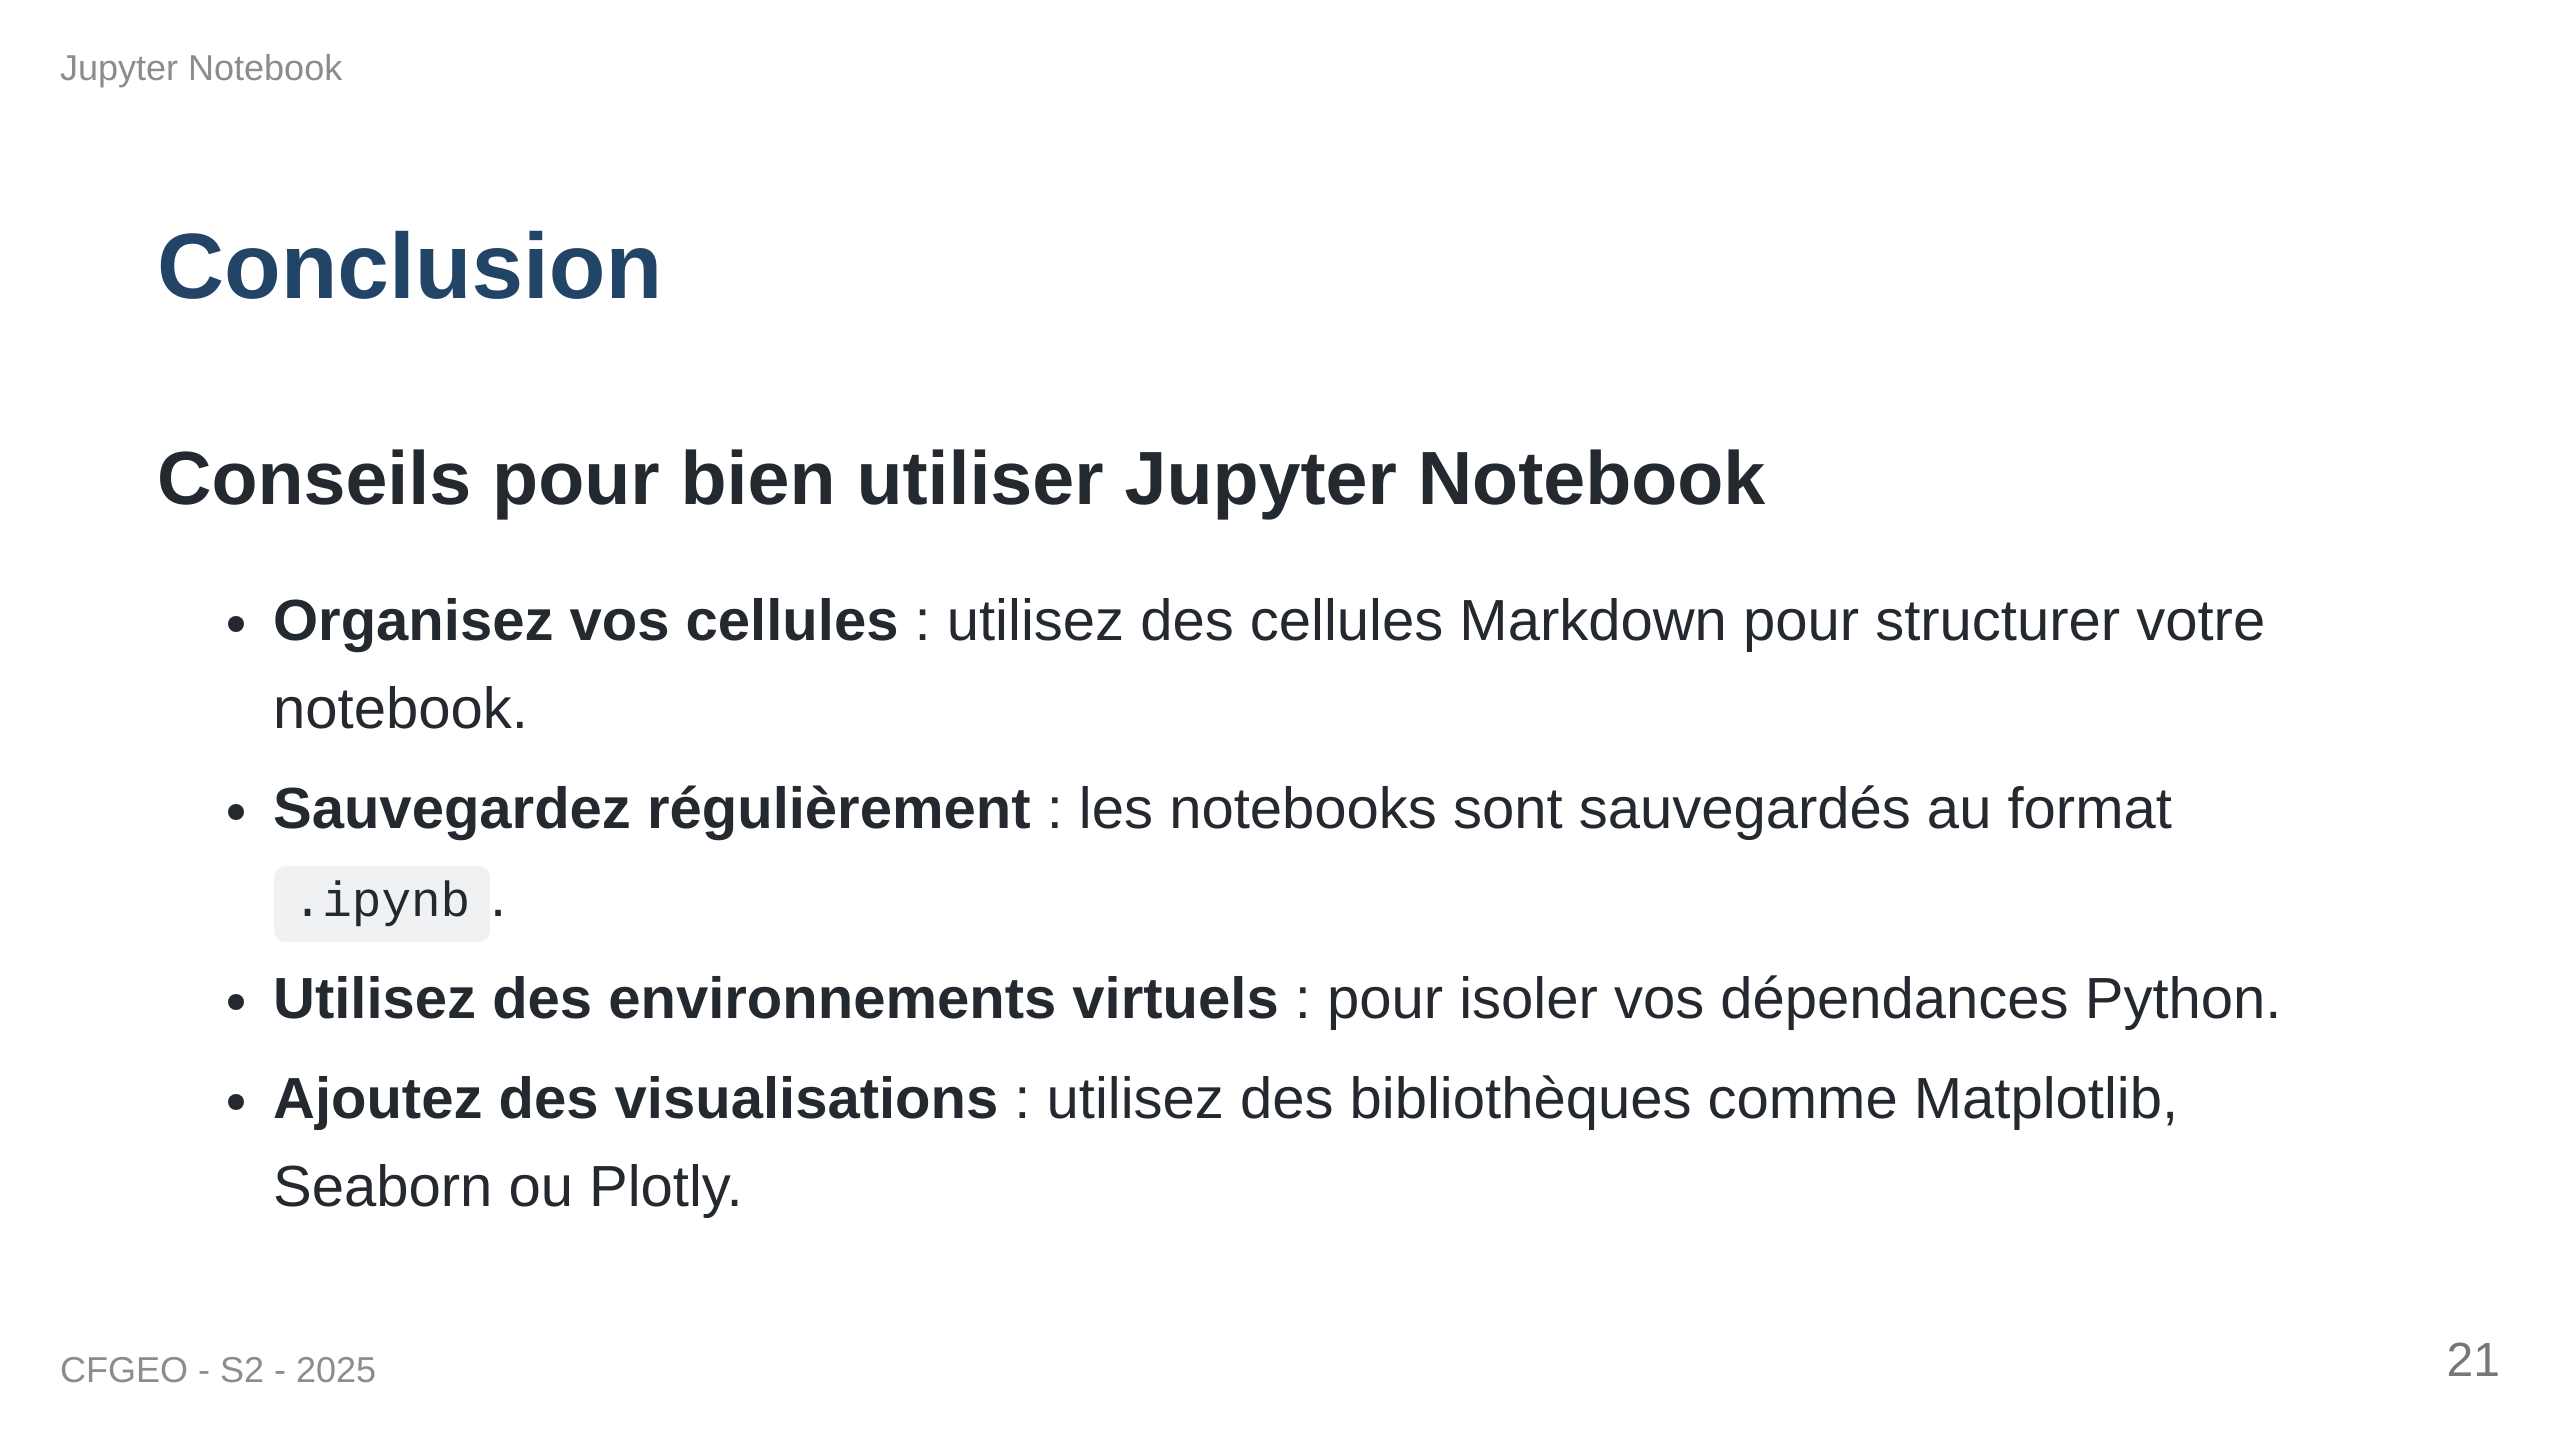 Jupyter Notebook
Conclusion
Conseils pour bien utiliser Jupyter Notebook
• Organisez vos cellules : utilisez des cellules Markdown pour structurer votre
notebook.
• Sauvegardez régulièrement : les notebooks sont sauvegardés au format
.ipynb .
• Utilisez des environnements virtuels : pour isoler vos dépendances Python.
• Ajoutez des visualisations : utilisez des bibliothèques comme Matplotlib,
Seaborn ou Plotly.
CFGEO - S2 - 2025
21